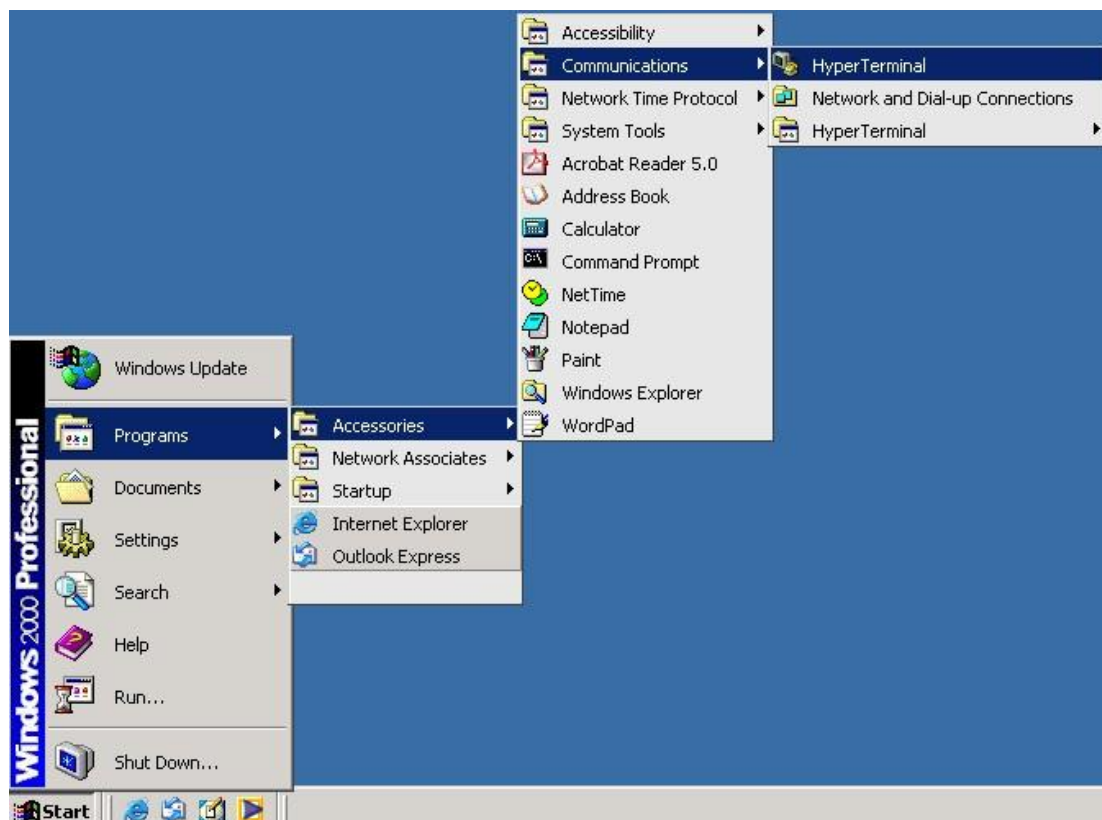 Accessibility
Communications
Network Time Protocol
System Tools
Acrobat Reader 5.0
Address Book
Calculator
Command Prompt
NetTime
Notepad
Paint
Windows Explorer
WordPad
HyperTerminal
Network and Dial-up Connections
HyperTerminal
Windows Update
Programs
Documents
Settings
Search
Help
Run...
Shut Down...
Accessories
Network Associates
Startup
Internet Explorer
Outlook Express
Windows 2000 Professional
Start